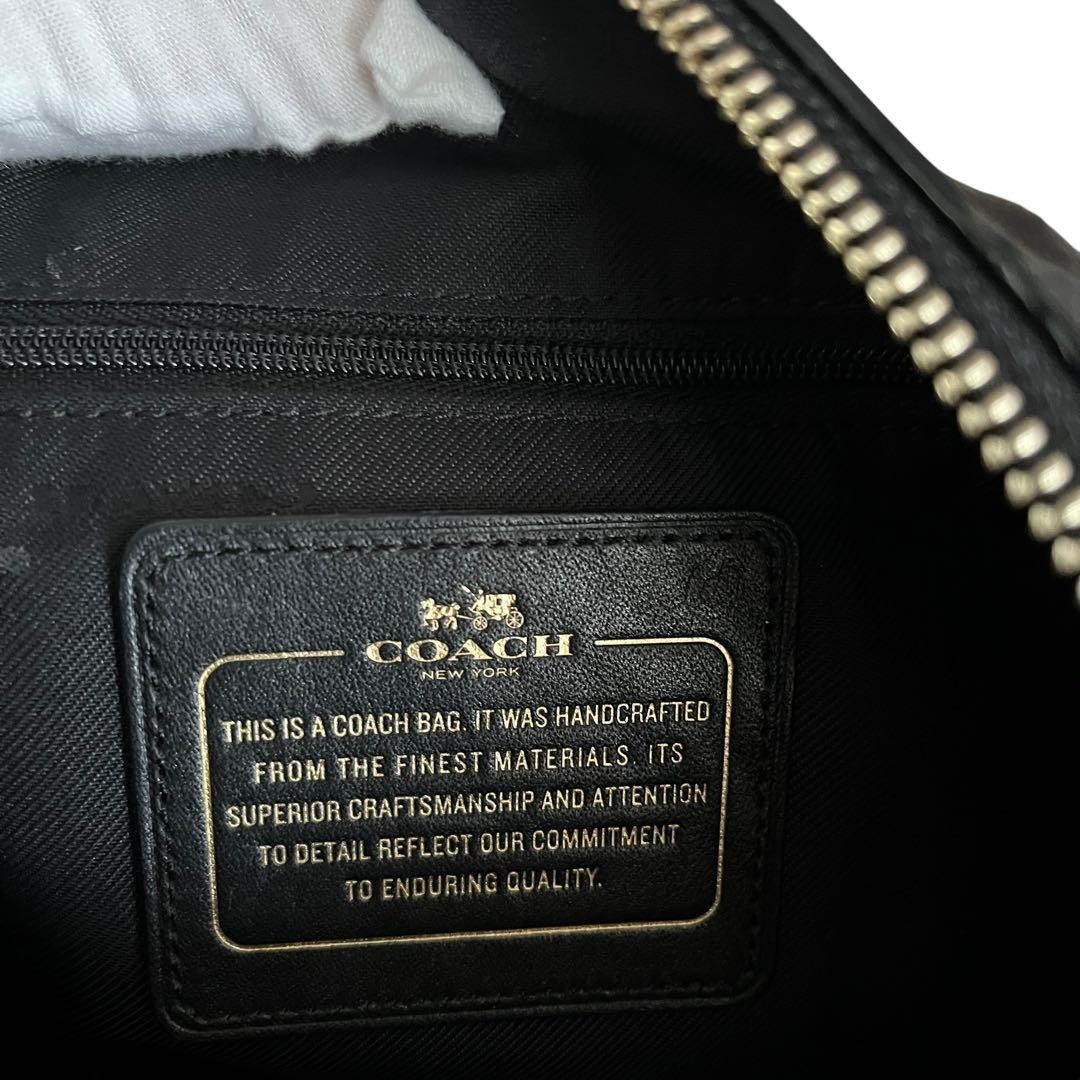 COACH
NEW YORK
THIS IS A COACH BAG. IT WAS HANDCRAFTED
FROM THE FINEST MATERIALS. ITS
SUPERIOR CRAFTSMANSHIP AND ATTENTION
TO DETAIL REFLECT OUR COMMITMENT
TO ENDURING QUALITY.